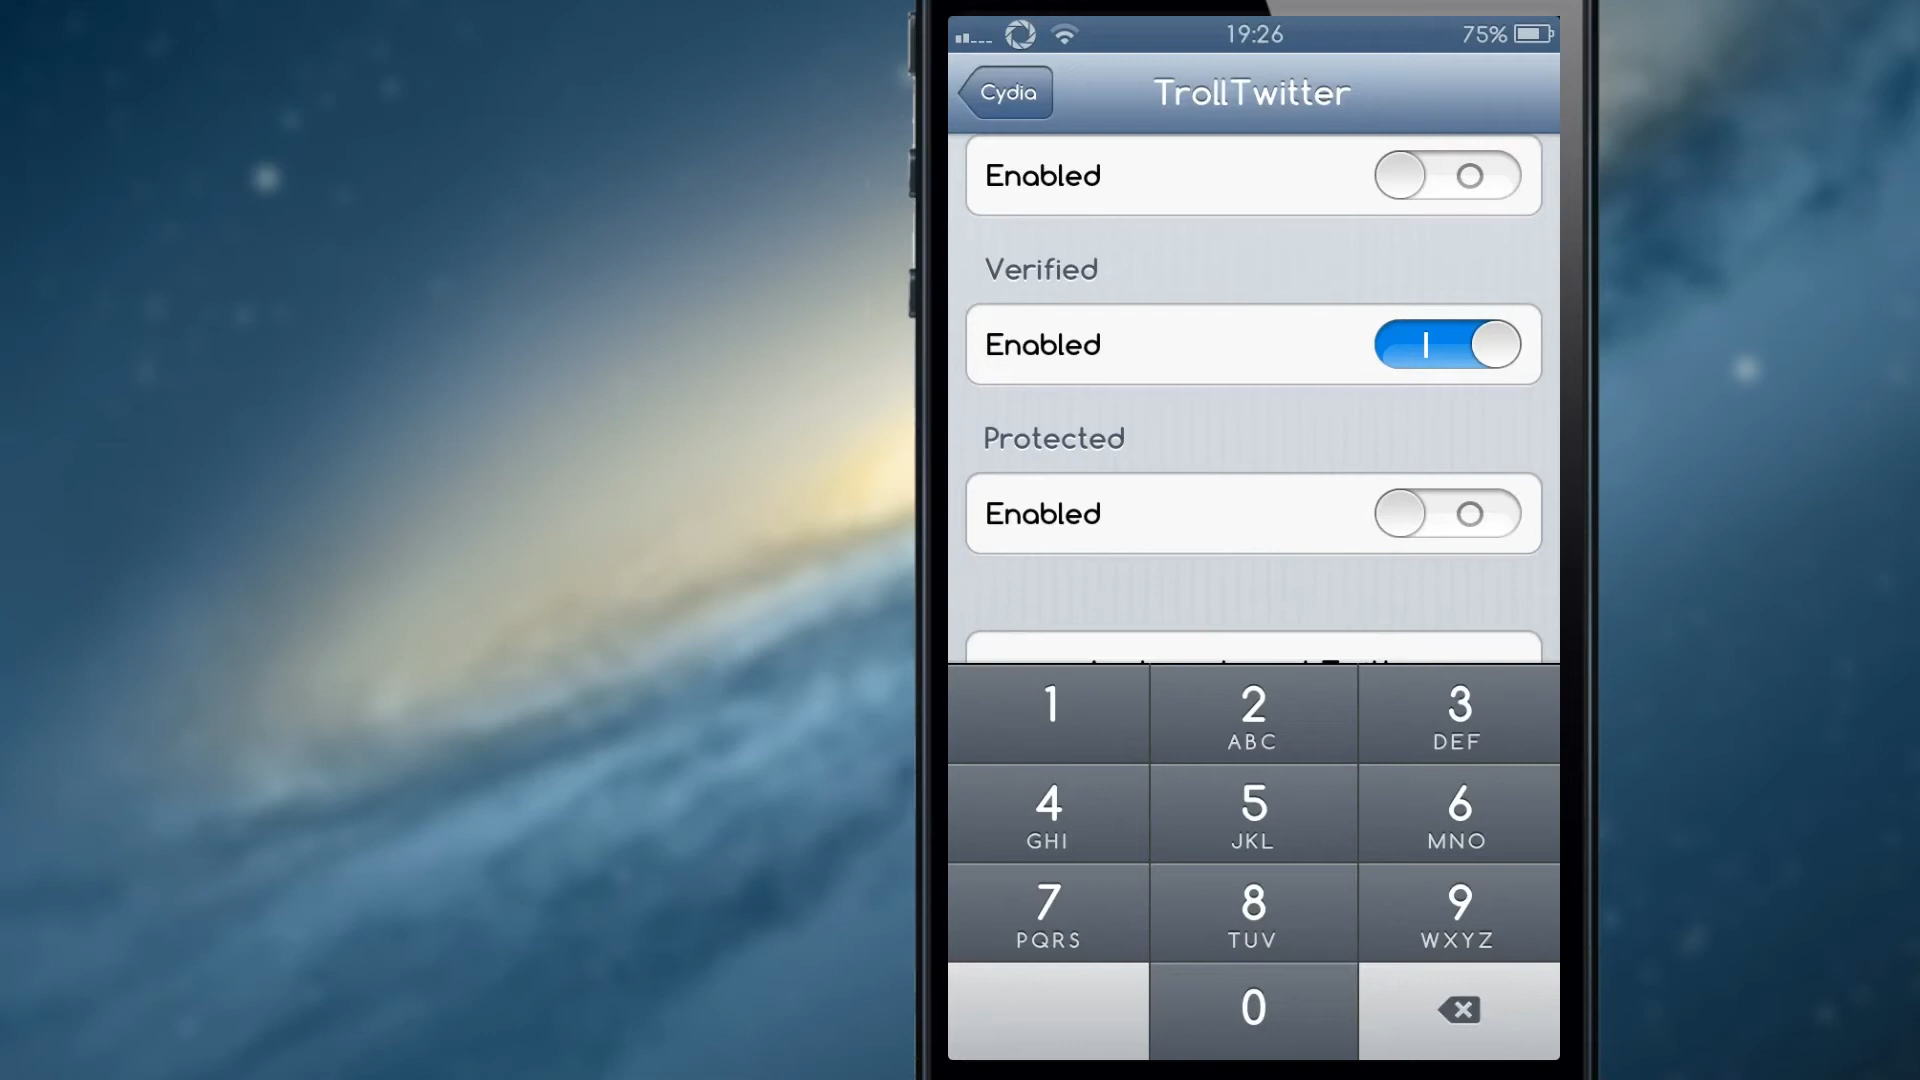 19:26 75%
Cydia TrollTwitter
Enabled
Verified
Enabled
Protected
Enabled
1 2 3
ABC DEF
4 5 6
GHI JKL MNO
7 8 9
PQRS TUV WXYZ
0